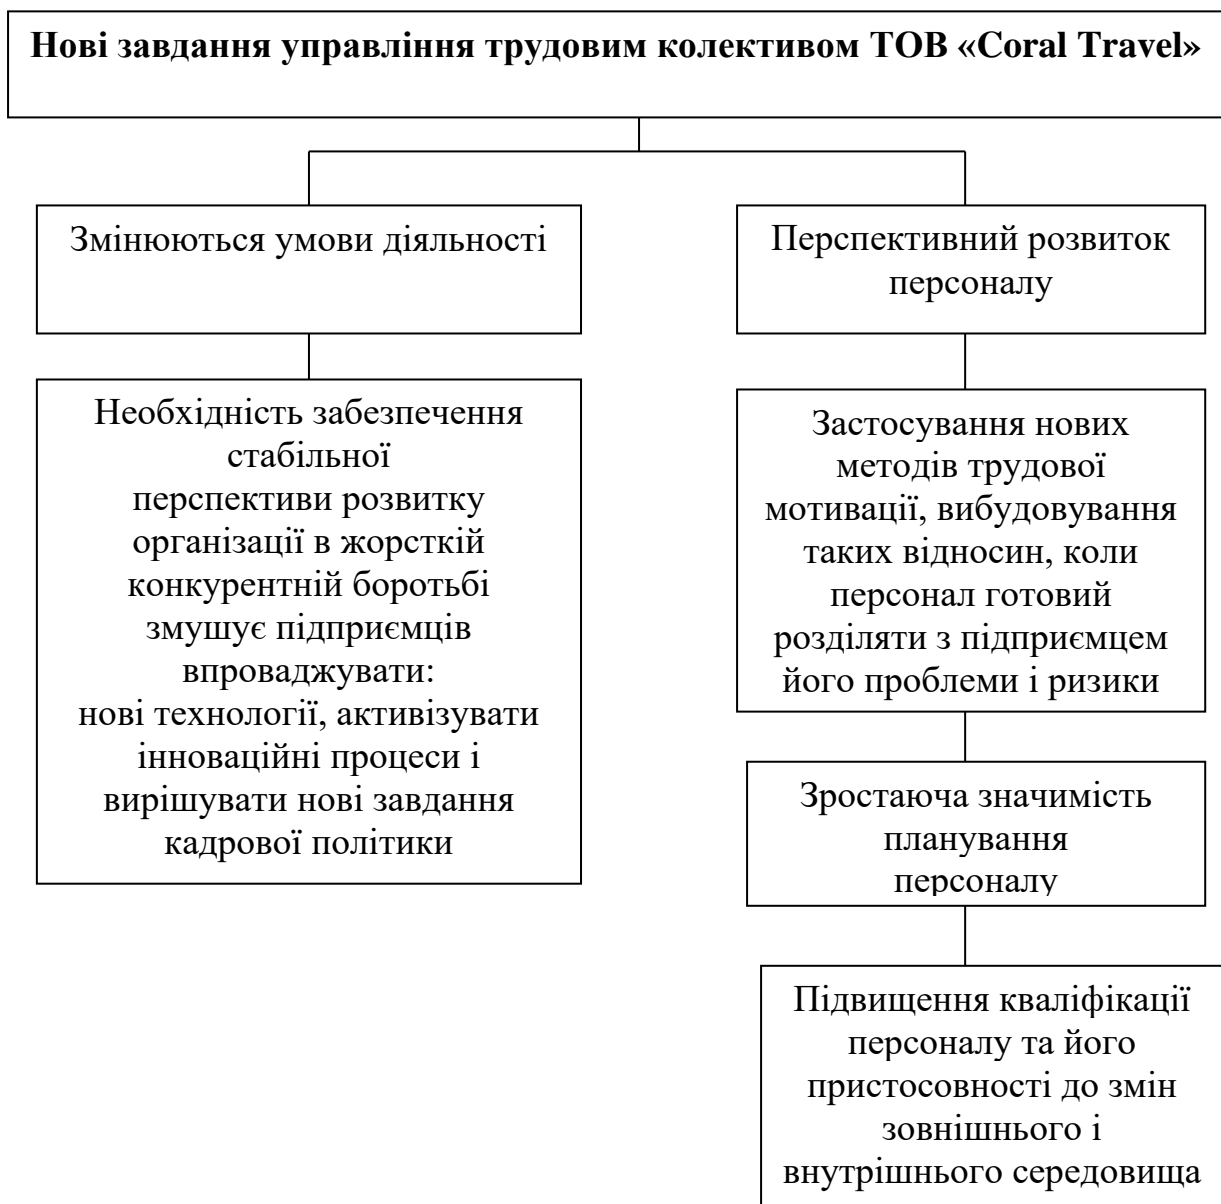 Нові завдання управління трудовим колективом ТОВ «Coral Travel»
Змінюються умови діяльності
Необхідність забезпечення
стабільної
перспективи розвитку
організації в жорсткій
конкурентній боротьбі
змушує підприємців
впроваджувати:
нові технології, активізувати
інноваційні процеси і
вирішувати нові завдання
кадрової політики
Перспективний розвиток
персоналу
Застосування нових
методів трудової
мотивації, вибудовування
таких відносин, коли
персонал готовий
розділяти з підприємцем
його проблеми і ризики
Зростаюча значимість
планування
персоналу
Підвищення кваліфікації
персоналу та його
пристосовності до змін
зовнішнього і
внутрішнього середовища